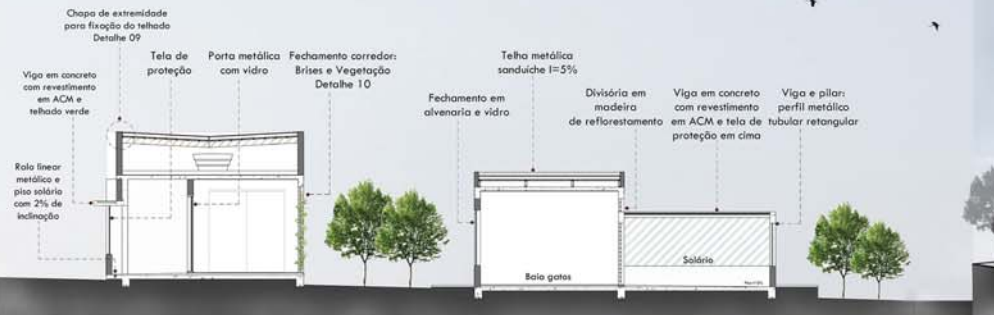 Chapa de extremidade
para fixação do telhado
Detalhe 09
Viga em concreto
com revestimento
em ACM e
telhado verde
Ralo linear
metálico e
piso solário
com 2% de
inclinação
Tela de
proteção
Porta metálica
com vidro
Fechamento corredor:
Brises e Vegetação
Detalhe 10
Fechamento em
alvenaria e vidro
Telha metálica
sanduíche I=5%
Divisória em
madeira
de reflorestamento
Viga em concreto
com revestimento
em ACM e tela de
proteção em cima
Viga e pilar:
perfil metálico
tubular retangular
Baia gatos
Solário